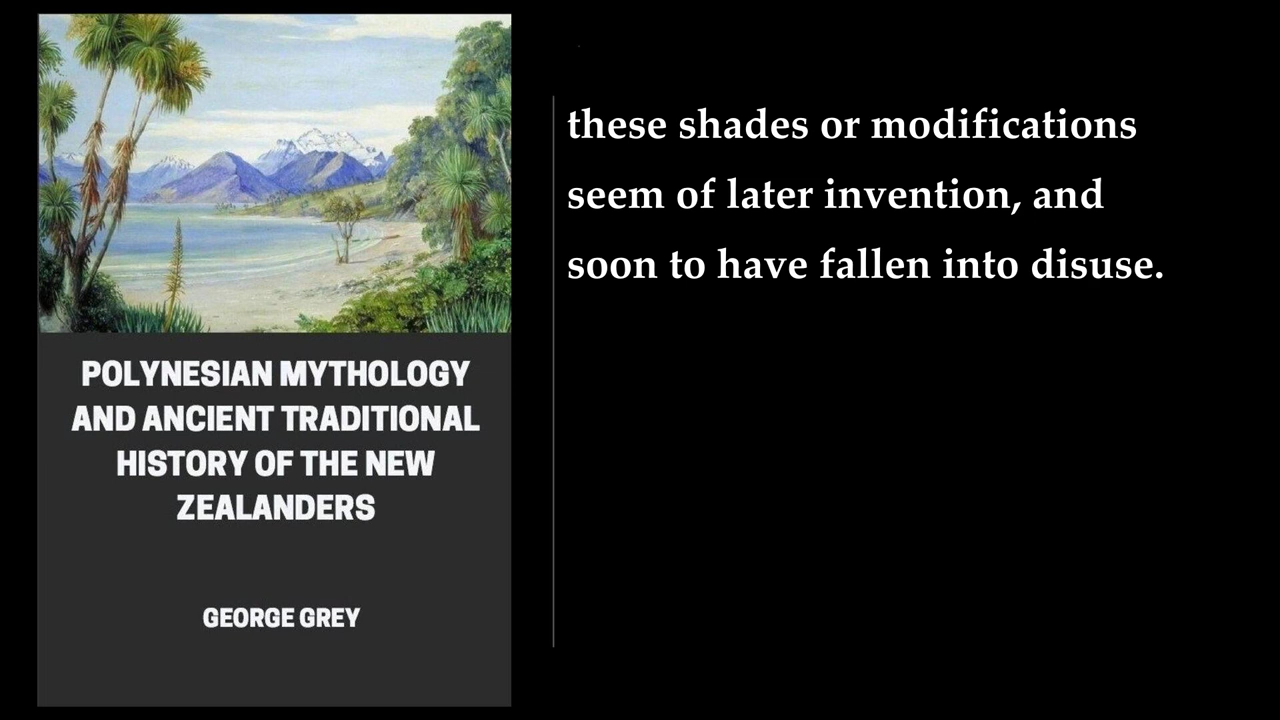 POLYNESIAN MYTHOLOGY
AND ANCIENT TRADITIONAL
HISTORY OF THE NEW
ZEALANDERS
GEORGE GREY
these shades or modifications
seem of later invention, and
soon to have fallen into disuse.